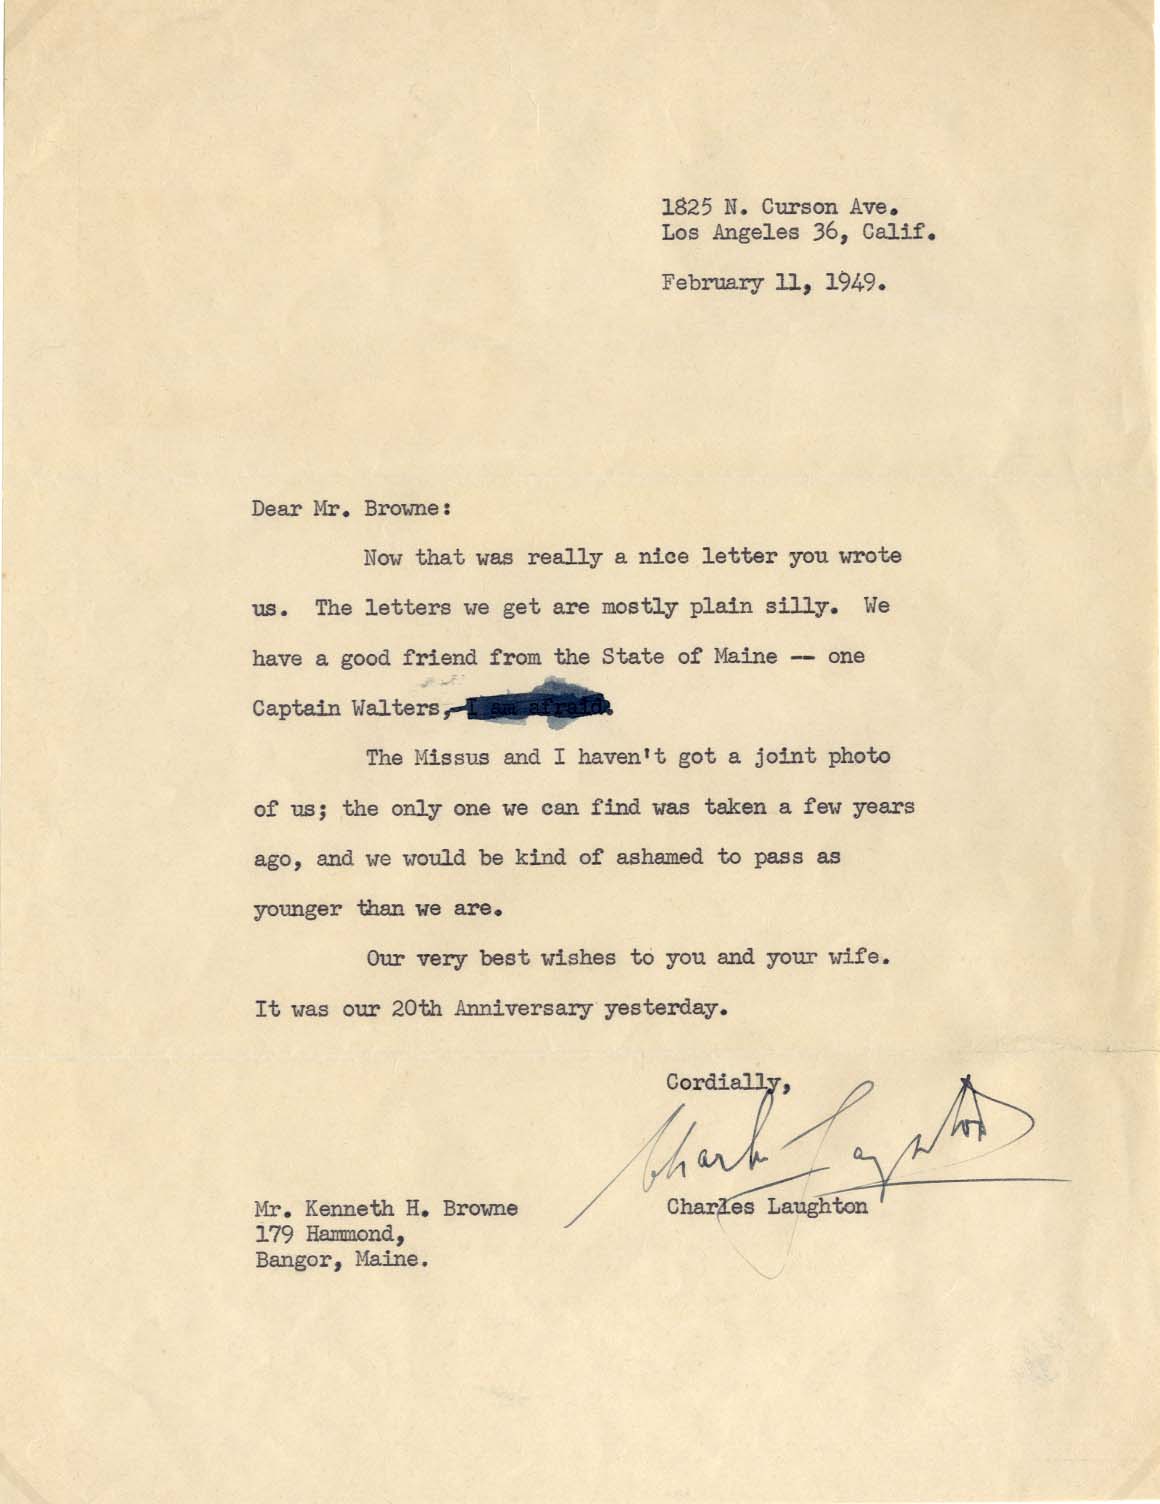 1825 N. Curson Ave.
Los Angeles 36, Calif.
February 11, 1949.
Dear Mr. Browne:
Now that was really a nice letter you wrote
us. The letters we get are mostly plain silly. We
have a good friend from the State of Maine -- one
Captain Walters, I am afraid.
The Missus and I haven't got a joint photo
of us; the only one we can find was taken a few years
ago, and we would be kind of ashamed to pass as
younger than we are.
Our very best wishes to you and your wife.
It was our 20th Anniversary yesterday.
Cordially,
Charles Laughton
Charles Laughton
Mr. Kenneth H. Browne
179 Hammond,
Bangor, Maine.